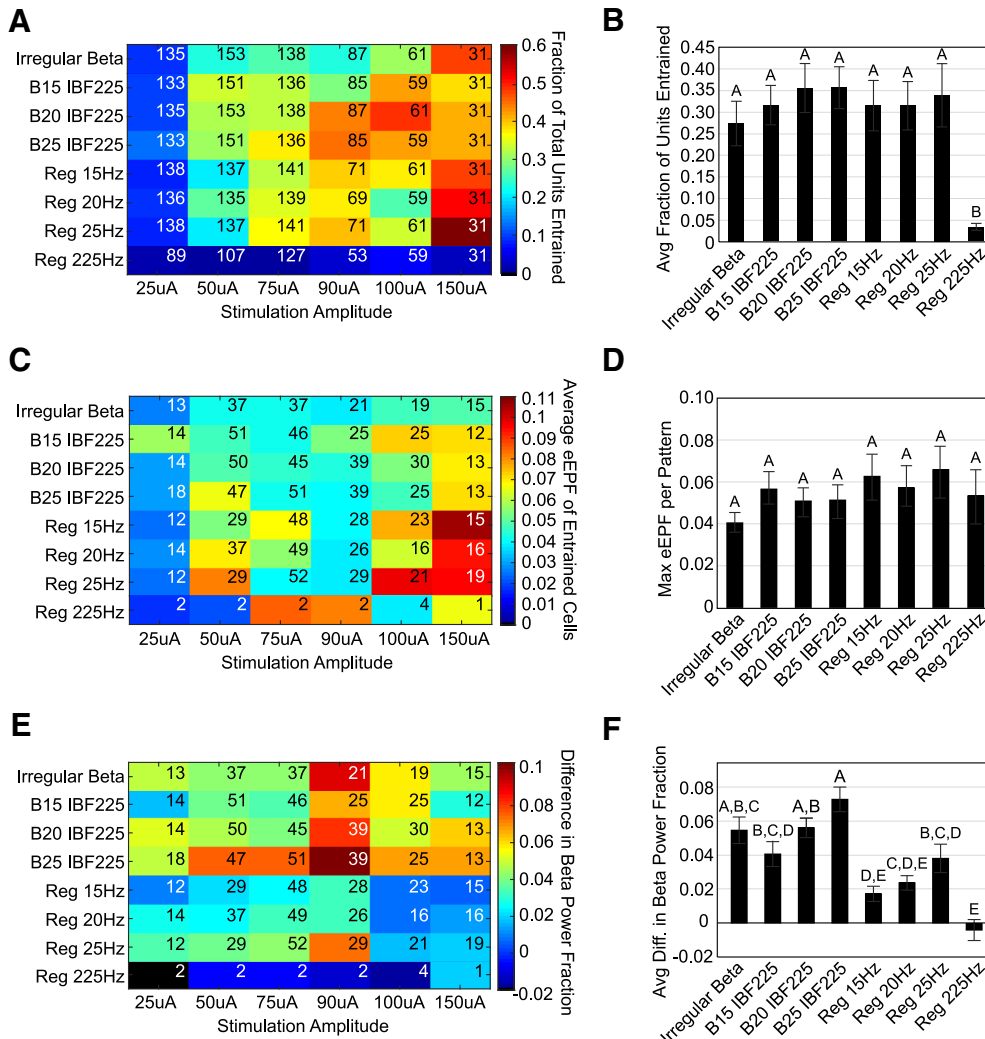 A
Irregular Beta 135 153 138 87 61 31
B15 IBF225 133 151 136 85 59 31
B20 IBF225 135 153 138 87 61 31
B25 IBF225 133 151 136 85 59 31
Reg 15Hz 138 137 141 71 61 31
Reg 20Hz 136 135 139 69 59 31
Reg 25Hz 138 137 141 71 61 31
Reg 225Hz 89 107 127 53 59 31
25uA 50uA 75uA 90uA 100uA 150uA
Stimulation Amplitude
0.6
0.5
0.4
0.3
0.2
0.1
0
Fraction of Total Units Entrained
B
Avg Fraction of Units Entrained
0.45
0.40
0.35
0.30
0.25
0.20
0.15
0.10
0.05
0
A A A A A A A B
Irregular Beta
B15 IBF225
B20 IBF225
B25 IBF225
Reg 15Hz
Reg 20Hz
Reg 25Hz
Reg 225Hz
C
Irregular Beta 13 37 37 21 19 15
B15 IBF225 14 51 46 25 25 12
B20 IBF225 14 50 45 39 30 13
B25 IBF225 18 47 51 39 25 13
Reg 15Hz 12 29 48 28 23 15
Reg 20Hz 14 37 49 26 16 16
Reg 25Hz 12 29 52 29 21 19
Reg 225Hz 2 2 2 2 4 1
25uA 50uA 75uA 90uA 100uA 150uA
Stimulation Amplitude
0.11
0.1
0.09
0.08
0.07
0.06
0.05
0.04
0.03
0.02
0.01
0
Average eEPF of Entrained Cells
D
Max eEPF per Pattern
0.10
0.08
0.06
0.04
0.02
0
A A A A A A A A
Irregular Beta
B15 IBF225
B20 IBF225
B25 IBF225
Reg 15Hz
Reg 20Hz
Reg 25Hz
Reg 225Hz
E
Irregular Beta 13 37 37 21 19 15
B15 IBF225 14 51 46 25 25 12
B20 IBF225 14 50 45 39 30 13
B25 IBF225 18 47 51 39 25 13
Reg 15Hz 12 29 48 28 23 15
Reg 20Hz 14 37 49 26 16 16
Reg 25Hz 12 29 52 29 21 19
Reg 225Hz 2 2 2 2 4 1
25uA 50uA 75uA 90uA 100uA 150uA
Stimulation Amplitude
0.1
0.08
0.06
0.04
0.02
0
-0.02
Difference in Beta Power Fraction
F
Avg Diff. in Beta Power Fraction
0.08
0.06
0.04
0.02
0
-0.02
A,B,C B,C,D A,B A D,E C,D,E B,C,D E
Irregular Beta
B15 IBF225
B20 IBF225
B25 IBF225
Reg 15Hz
Reg 20Hz
Reg 25Hz
Reg 225Hz